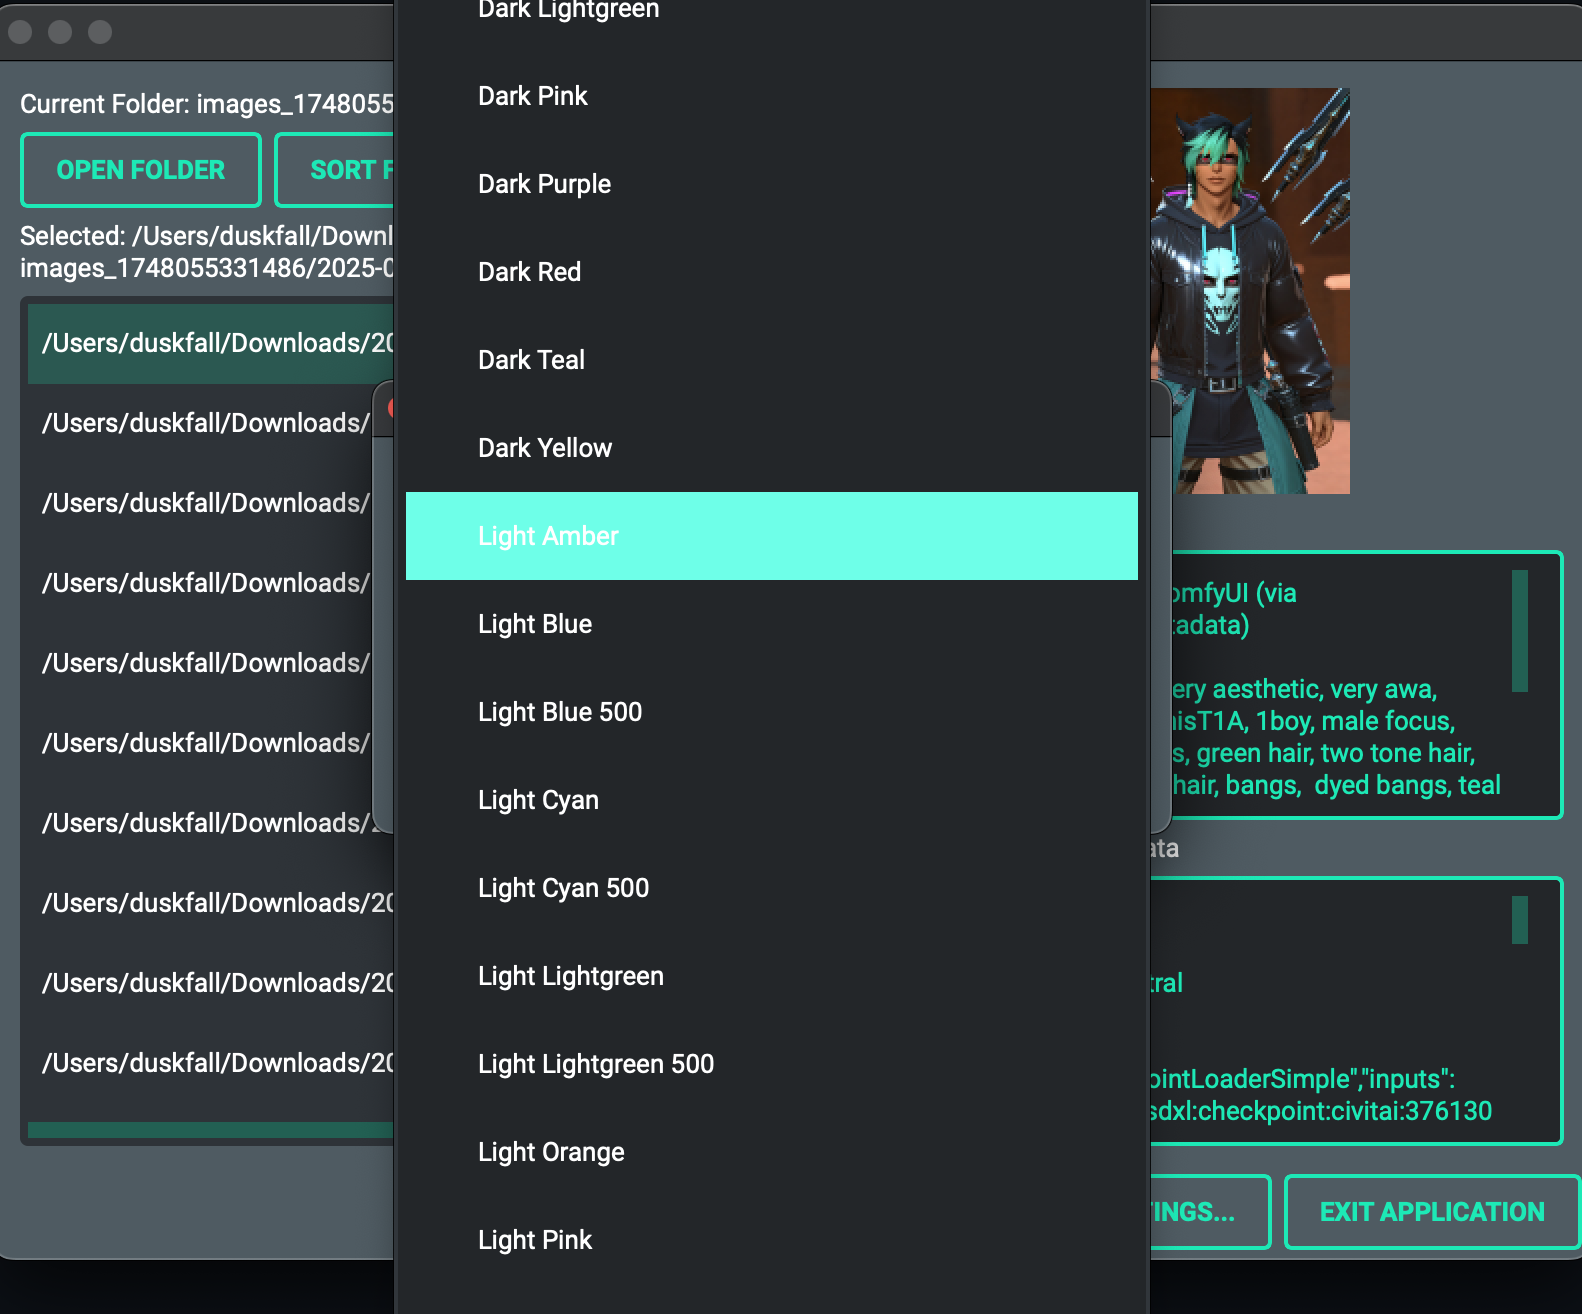 Current Folder: images_1748055
OPEN FOLDER
SORT F
Selected: /Users/duskfall/Downl
images_1748055331486/2025-0
/Users/duskfall/Downloads/20
/Users/duskfall/Downloads/
/Users/duskfall/Downloads/
/Users/duskfall/Downloads/
/Users/duskfall/Downloads/
/Users/duskfall/Downloads/
/Users/duskfall/Downloads/2
/Users/duskfall/Downloads/20
/Users/duskfall/Downloads/20
/Users/duskfall/Downloads/20
Dark Lightgreen
Dark Pink
Dark Purple
Dark Red
Dark Teal
Dark Yellow
Light Amber
Light Blue
Light Blue 500
Light Cyan
Light Cyan 500
Light Lightgreen
Light Lightgreen 500
Light Orange
Light Pink
omfyUI (via
tadata)
ery aesthetic, very awa,
nisT1A, 1boy, male focus,
s, green hair, two tone hair,
hair, bangs,  dyed bangs, teal
ata
tral
ointLoaderSimple","inputs":
sdxl:checkpoint:civitai:376130
TINGS...
EXIT APPLICATION